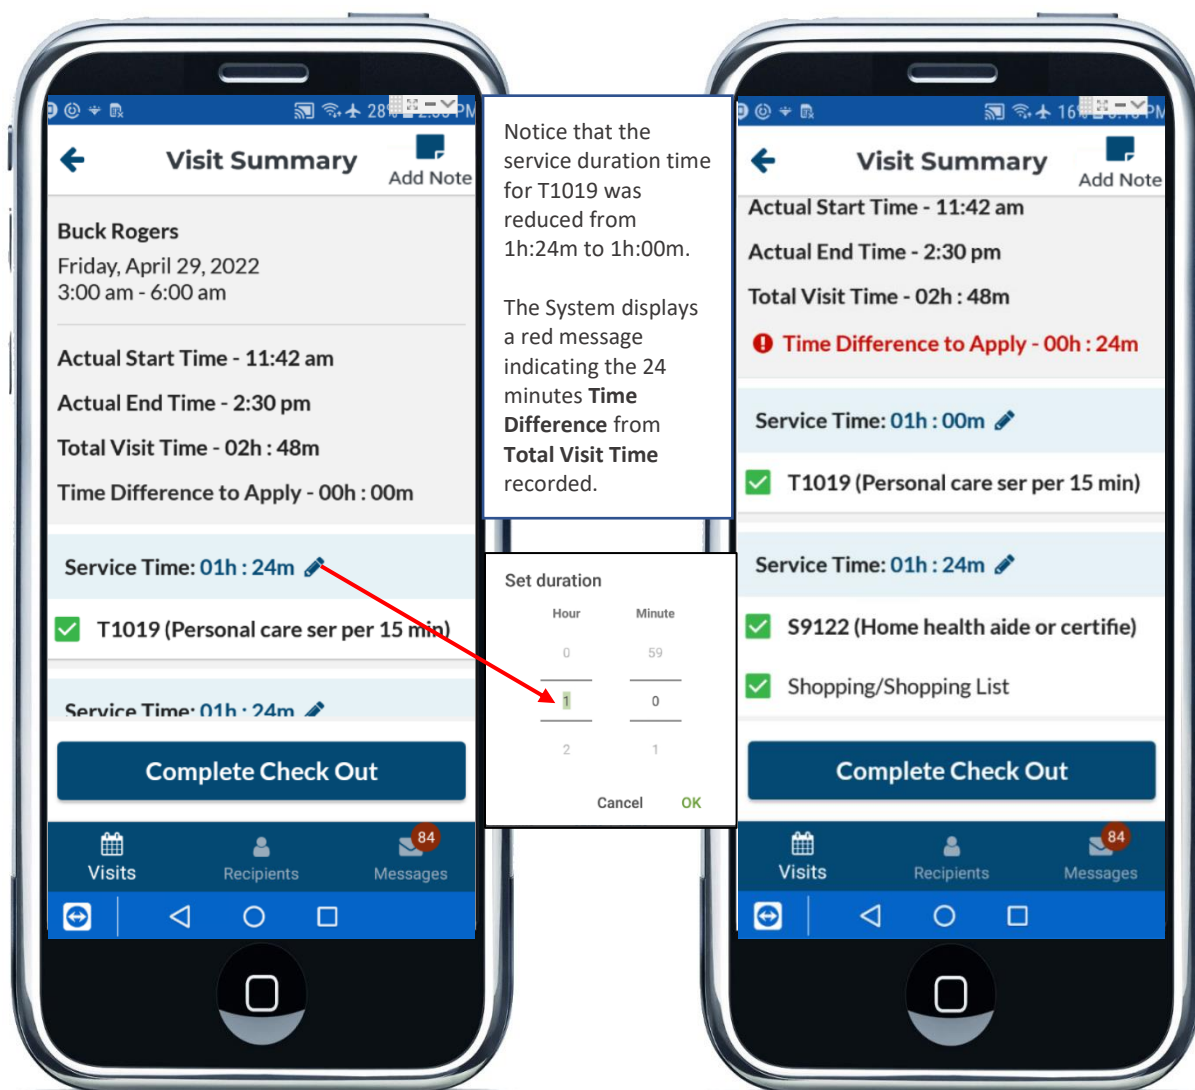 28%
Visit Summary
Add Note
Buck Rogers
Friday, April 29, 2022
3:00 am - 6:00 am
Actual Start Time - 11:42 am
Actual End Time - 2:30 pm
Total Visit Time - 02h : 48m
Time Difference to Apply - 00h : 00m
Service Time: 01h : 24m
T1019 (Personal care ser per 15 min)
Service Time: 01h : 24m
Complete Check Out
Visits
Recipients
84
Messages
Notice that the
service duration time
for T1019 was
reduced from
1h:24m to 1h:00m.
The System displays
a red message
indicating the 24
minutes Time
Difference from
Total Visit Time
recorded.
Set duration
Hour Minute
0 59
1 0
2 1
Cancel OK
16%
Visit Summary
Add Note
Actual Start Time - 11:42 am
Actual End Time - 2:30 pm
Total Visit Time - 02h : 48m
Time Difference to Apply - 00h : 24m
Service Time: 01h : 00m
T1019 (Personal care ser per 15 min)
Service Time: 01h : 24m
S9122 (Home health aide or certifie)
Shopping/Shopping List
Complete Check Out
Visits
Recipients
84
Messages